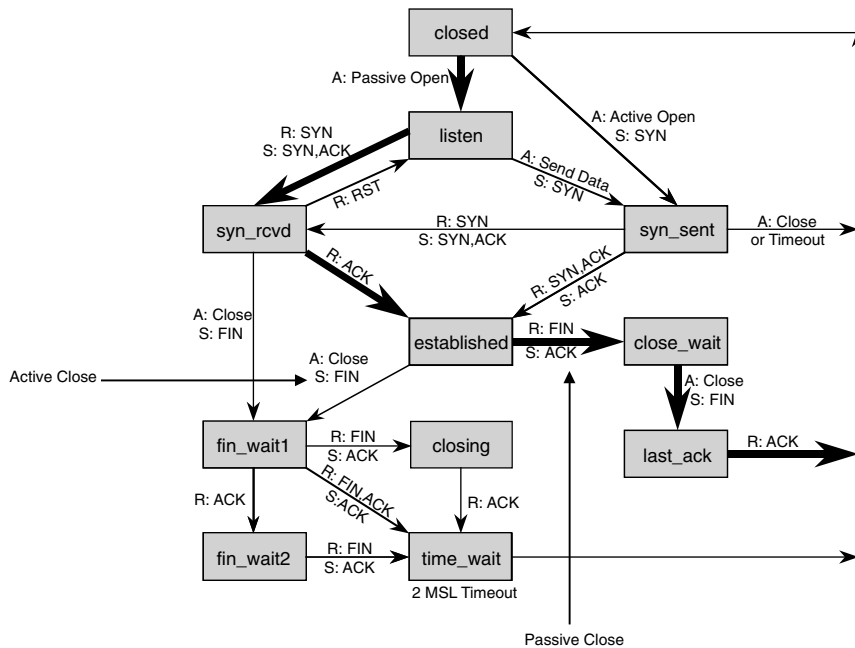 closed
A: Passive Open
A: Active Open
S: SYN
listen
R: SYN
S: SYN,ACK
A: Send Data
S: SYN
R: RST
syn_rcvd
R: SYN
S: SYN,ACK
syn_sent
A: Close
or Timeout
R: ACK
R: SYN,ACK
S: ACK
A: Close
S: FIN
established
R: FIN
S: ACK
close_wait
Active Close
A: Close
S: FIN
A: Close
S: FIN
fin_wait1
R: FIN
S: ACK
closing
last_ack
R: ACK
R: ACK
R: FIN,ACK
S:ACK
R: ACK
fin_wait2
R: FIN
S: ACK
time_wait
2 MSL Timeout
Passive Close